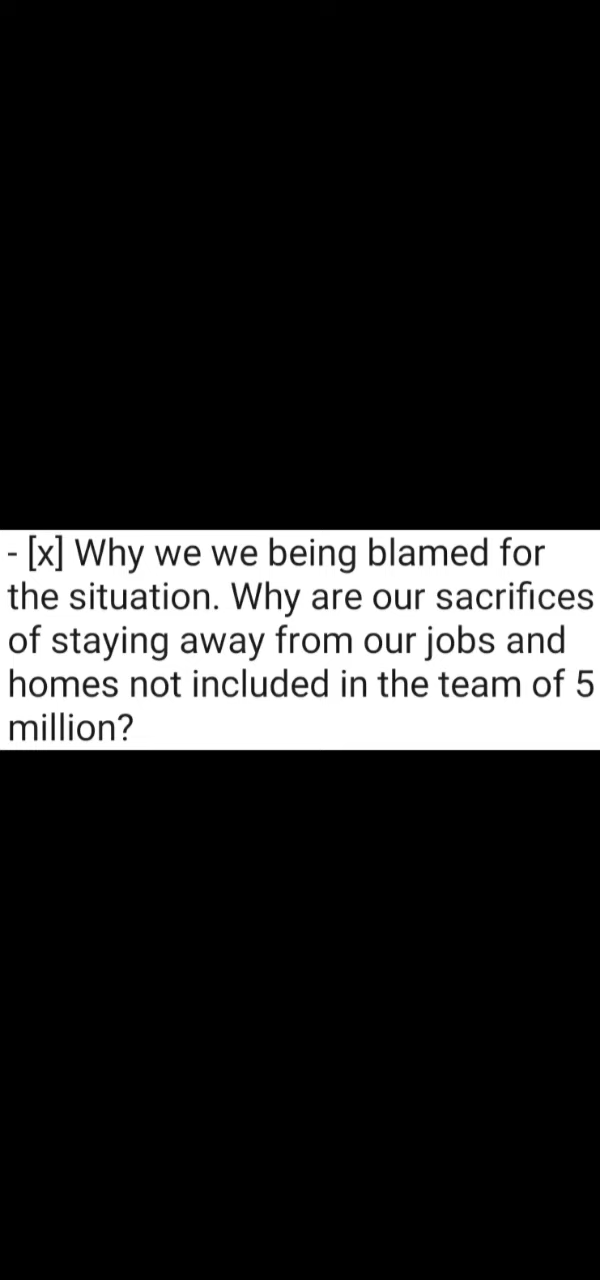 - [x] Why we we being blamed for
the situation. Why are our sacrifices
of staying away from our jobs and
homes not included in the team of 5
million?